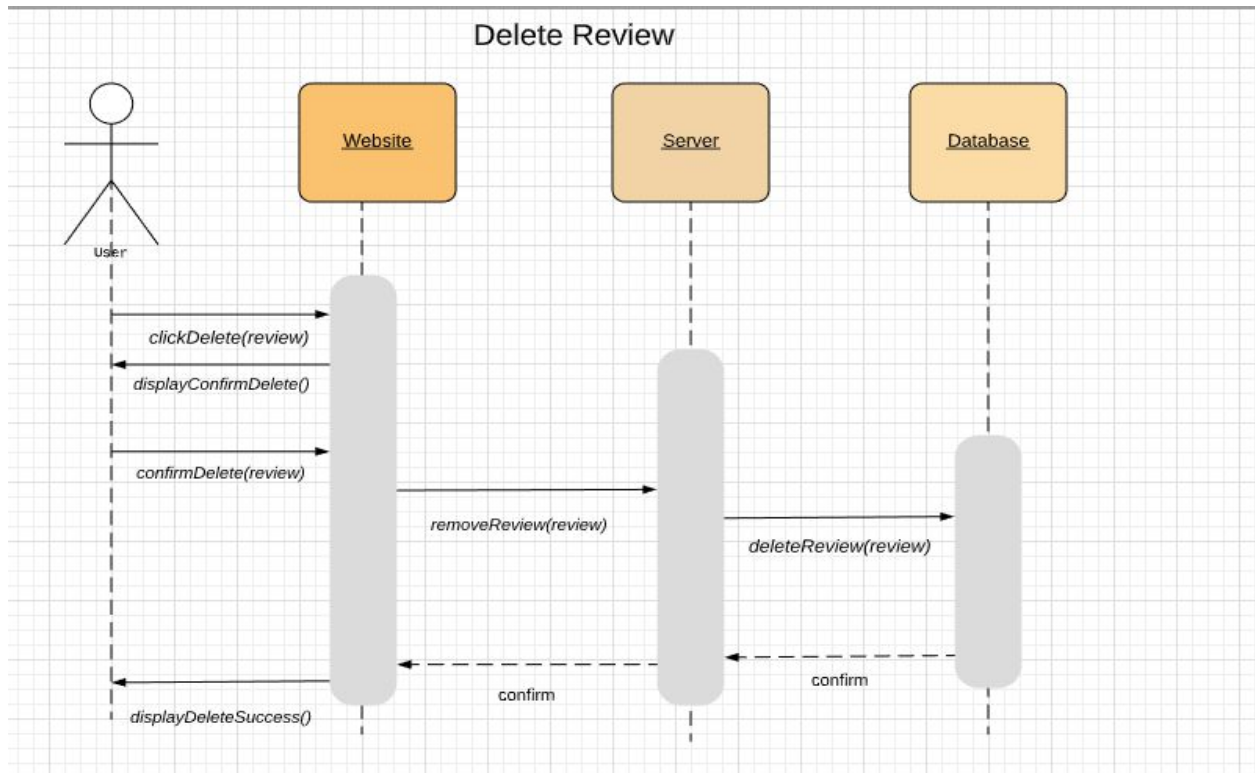 Delete Review
Website
Server
Database
User
clickDelete(review)
displayConfirmDelete()
confirmDelete(review)
removeReview(review)
deleteReview(review)
confirm
confirm
displayDeleteSuccess()